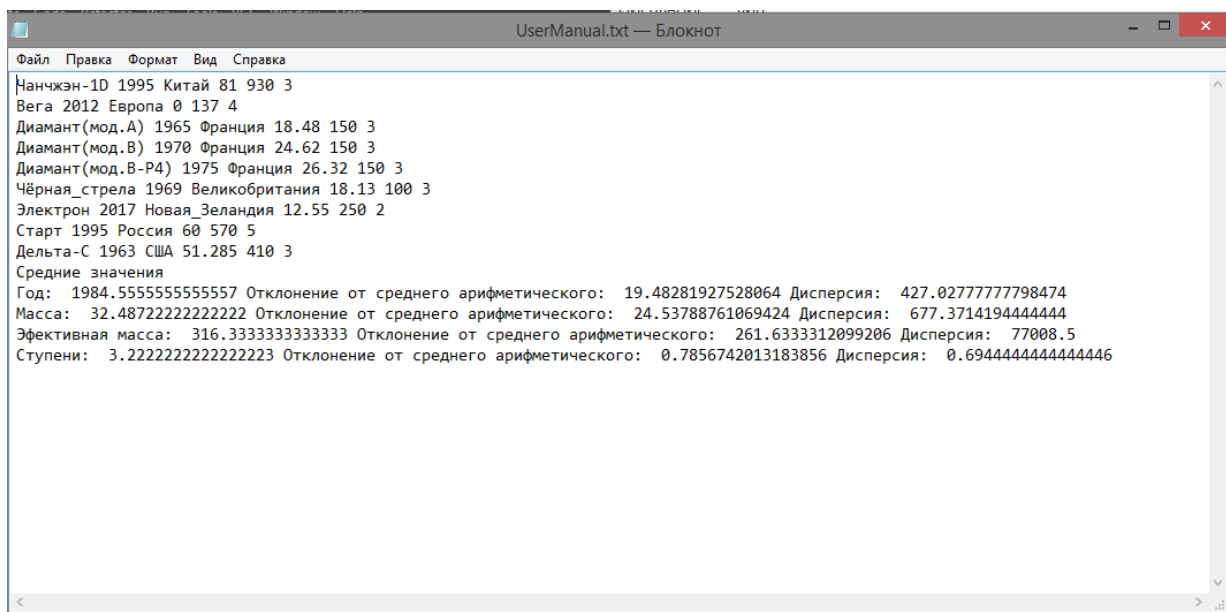 UserManual.txt — Блокнот
Файл Правка Формат Вид Справка
Чанчжэн-1D 1995 Китай 81 930 3
Вега 2012 Европа 0 137 4
Диамант(мод.А) 1965 Франция 18.48 150 3
Диамант(мод.В) 1970 Франция 24.62 150 3
Диамант(мод.В-Р4) 1975 Франция 26.32 150 3
Чёрная_стрела 1969 Великобритания 18.13 100 3
Электрон 2017 Новая_Зеландия 12.55 250 2
Старт 1995 Россия 60 570 5
Дельта-С 1963 США 51.285 410 3
Средние значения
Год:  1984.5555555555557 Отклонение от среднего арифметического:  19.48281927528064 Дисперсия:  427.02777777798474
Масса:  32.48722222222222 Отклонение от среднего арифметического:  24.53788761069424 Дисперсия:  677.3714194444444
Эфективная масса:  316.3333333333333 Отклонение от среднего арифметического:  261.6333312099206 Дисперсия:  77008.5
Ступени:  3.2222222222222223 Отклонение от среднего арифметического:  0.7856742013183856 Дисперсия:  0.6944444444444446